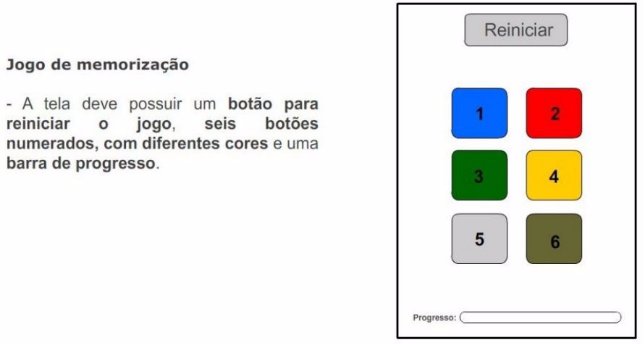 Jogo de memorização
- A tela deve possuir um botão para
reiniciar o jogo, seis botões
numerados, com diferentes cores e uma
barra de progresso.
Reiniciar
1 2
3 4
5 6
Progresso: